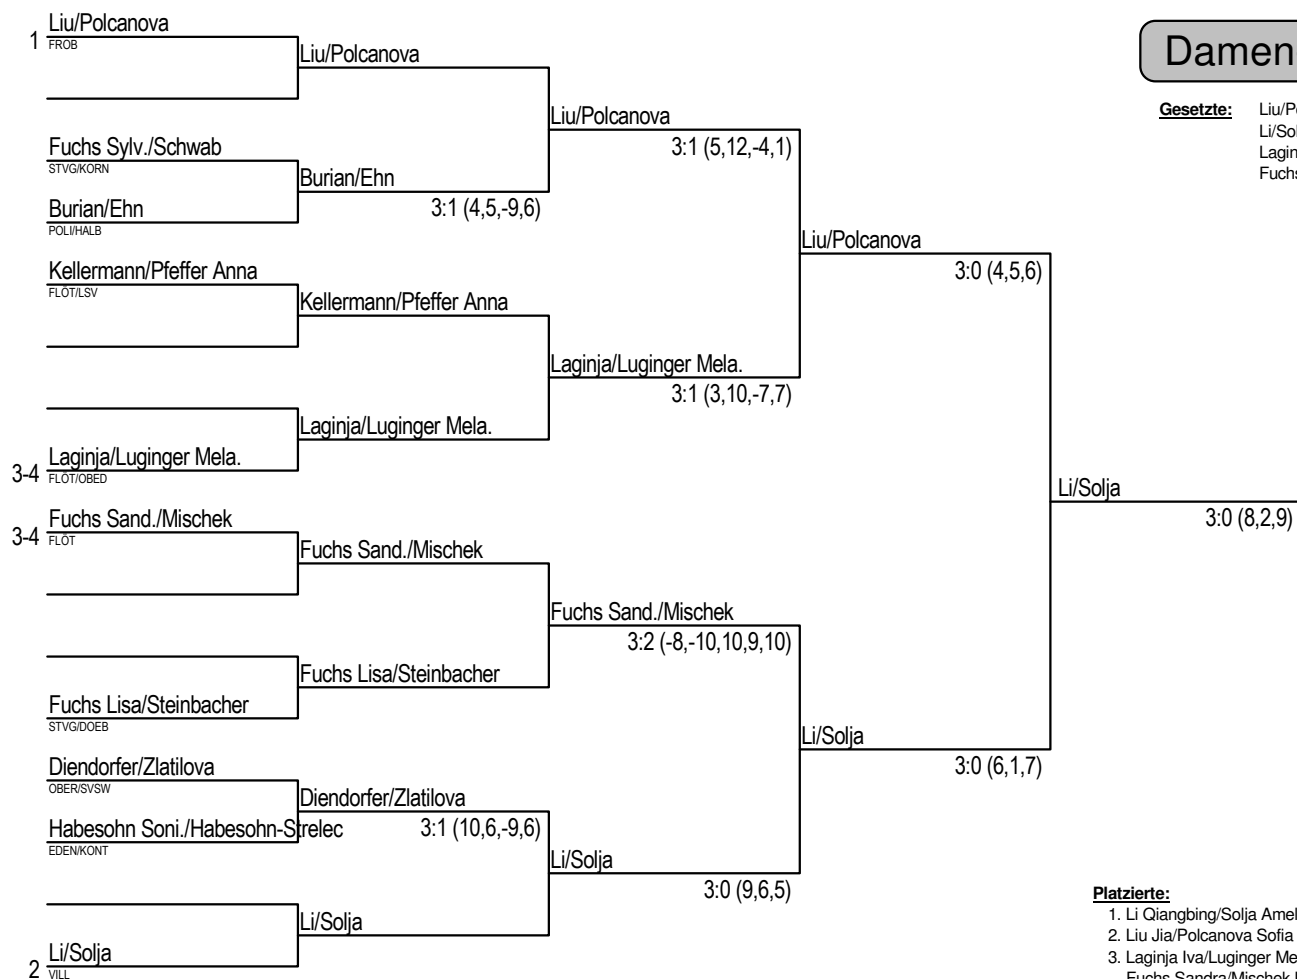 Liu/Polcanova
1 FROB
Liu/Polcanova
Liu/Polcanova
3:1 (5,12,-4,1)
Fuchs Sylv./Schwab
STVG/KORN
Burian/Ehn
3:1 (4,5,-9,6)
Burian/Ehn
POLI/HALB
Liu/Polcanova
3:0 (4,5,6)
Kellermann/Pfeffer Anna
FLÖT/LSV
Kellermann/Pfeffer Anna
Laginja/Luginger Mela.
3:1 (3,10,-7,7)
Laginja/Luginger Mela.
Laginja/Luginger Mela.
3-4 FLÖT/OBED
Li/Solja
3:0 (8,2,9)
Fuchs Sand./Mischek
3-4 FLÖT
Fuchs Sand./Mischek
Fuchs Sand./Mischek
3:2 (-8,-10,10,9,10)
Fuchs Lisa/Steinbacher
Fuchs Lisa/Steinbacher
STVG/DOEB
Li/Solja
3:0 (6,1,7)
Diendorfer/Zlatilova
OBER/SVSW
Diendorfer/Zlatilova
3:1 (10,6,-9,6)
Habesohn Soni./Habesohn-Strelec
EDEN/KONT
Li/Solja
3:0 (9,6,5)
Li/Solja
Li/Solja
2 VILL
Damen
Gesetzte: Liu/Po
Li/Sol
Lagin
Fuchs
Platzierte:
1. Li Qiangbing/Solja Amel
2. Liu Jia/Polcanova Sofia
3. Laginja Iva/Luginger Me
Fuchs Sandra/Mischek